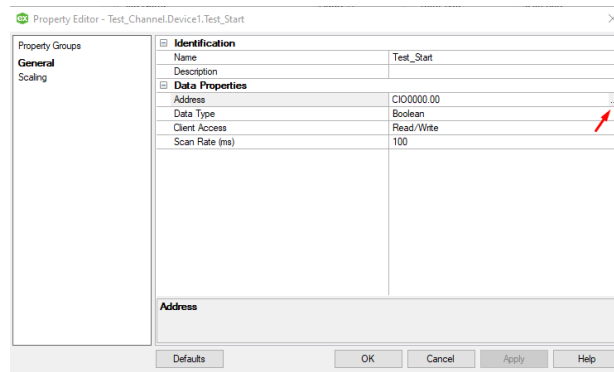 ex Property Editor - Test_Channel.Device1.Test_Start
Property Groups
General
Scaling
Identification
Name Test_Start
Description
Data Properties
Address CIO0000.00 ...
Data Type Boolean
Client Access Read/Write
Scan Rate (ms) 100
Address
Defaults OK Cancel Apply Help